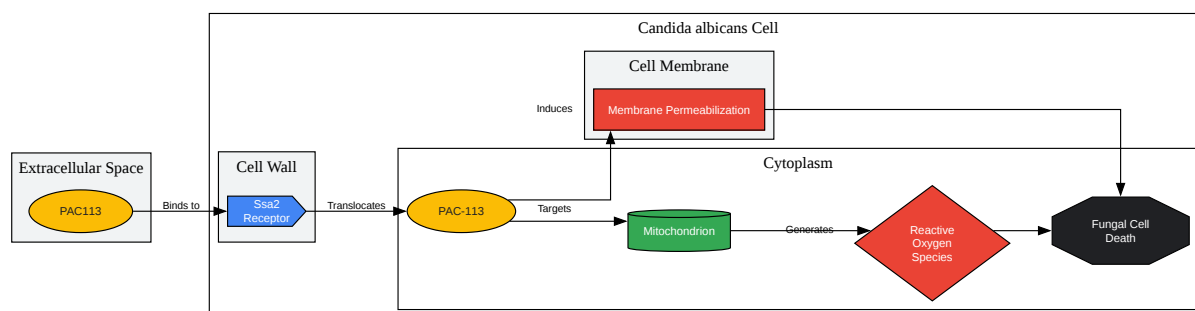 Candida albicans Cell
Cell Membrane
Induces
Membrane Permeabilization
Extracellular Space
Cell Wall
Cytoplasm
PAC113
Binds to
Ssa2
Receptor
Translocates
PAC-113
Targets
Mitochondrion
Generates
Reactive
Oxygen
Species
Fungal Cell
Death